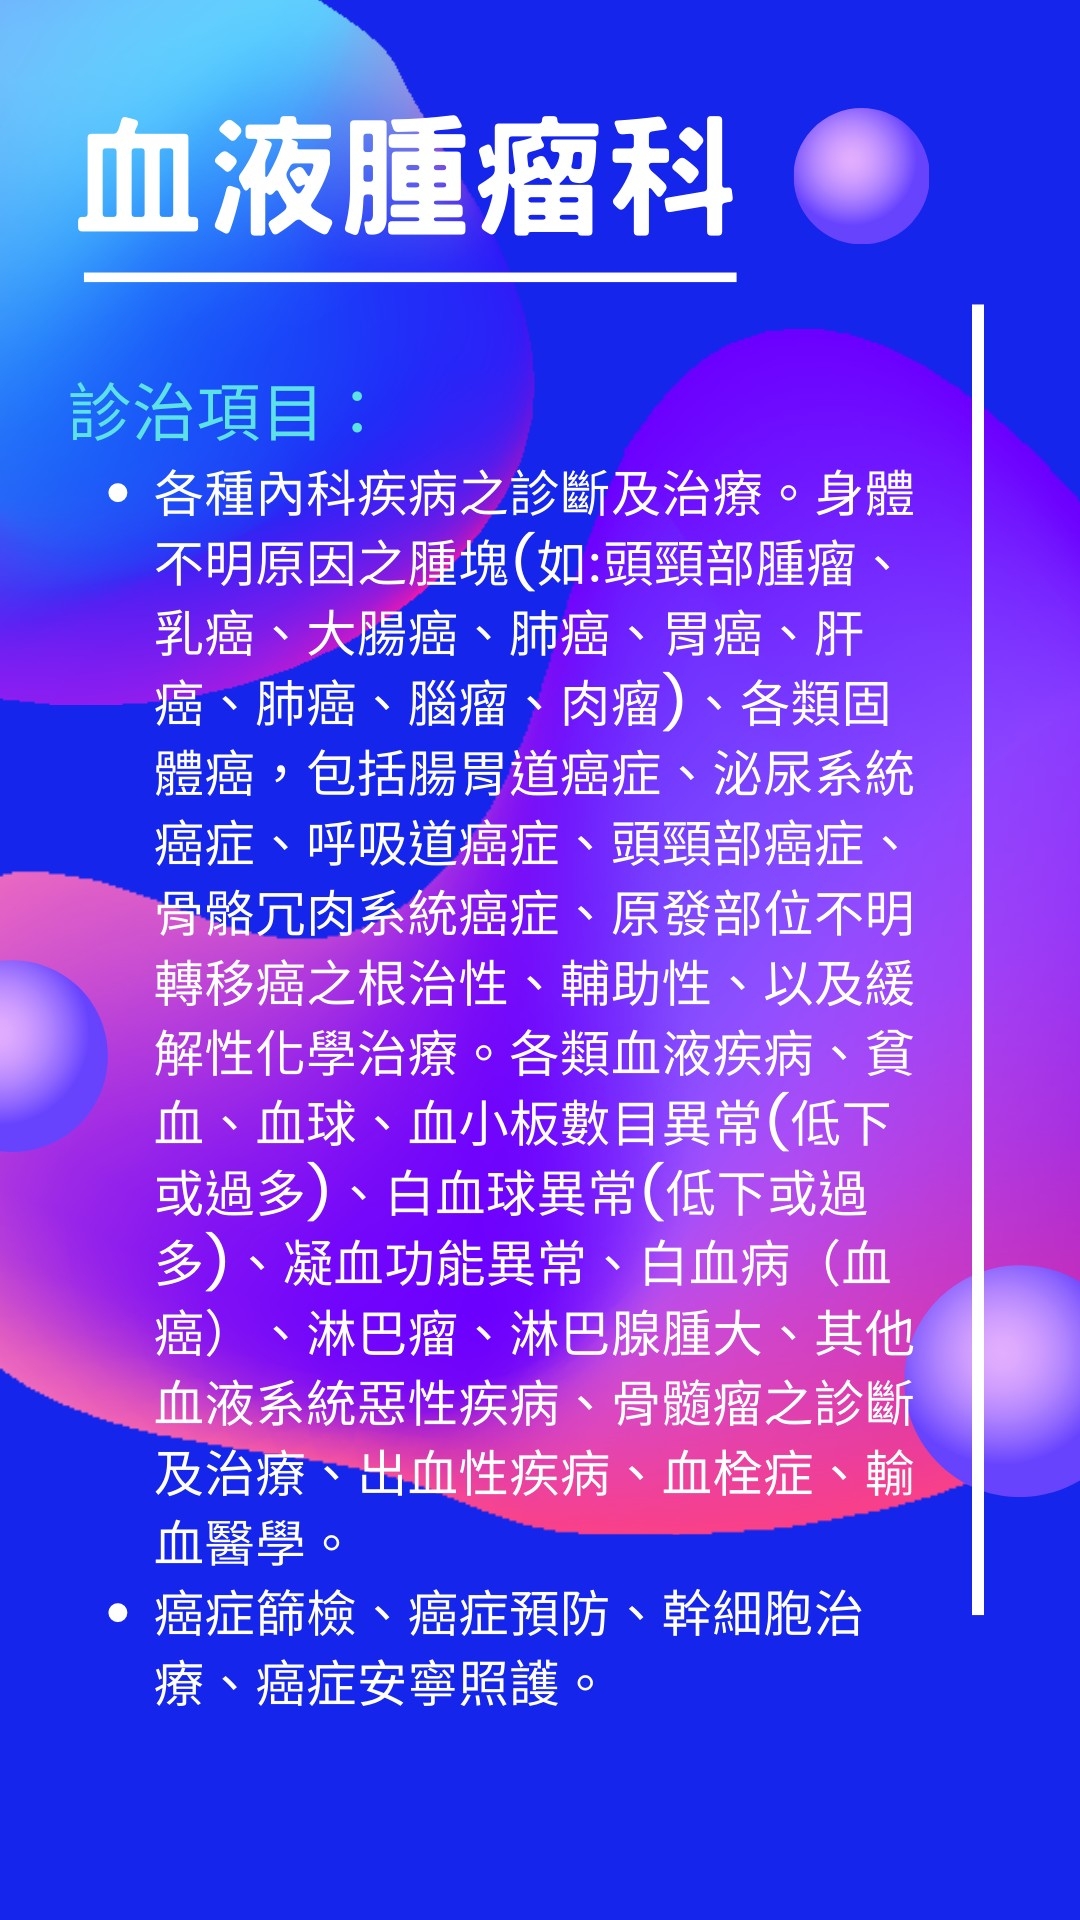 血液腫瘤科
診治項目：
• 各種內科疾病之診斷及治療。身體
不明原因之腫塊(如:頭頸部腫瘤、
乳癌、大腸癌、肺癌、胃癌、肝
癌、肺癌、腦瘤、肉瘤)、各類固
體癌，包括腸胃道癌症、泌尿系統
癌症、呼吸道癌症、頭頸部癌症、
骨骼冗肉系統癌症、原發部位不明
轉移癌之根治性、輔助性、以及緩
解性化學治療。各類血液疾病、貧
血、血球、血小板數目異常(低下
或過多)、白血球異常(低下或過
多)、凝血功能異常、白血病（血
癌）、淋巴瘤、淋巴腺腫大、其他
血液系統惡性疾病、骨髓瘤之診斷
及治療、出血性疾病、血栓症、輸
血醫學。
• 癌症篩檢、癌症預防、幹細胞治
療、癌症安寧照護。